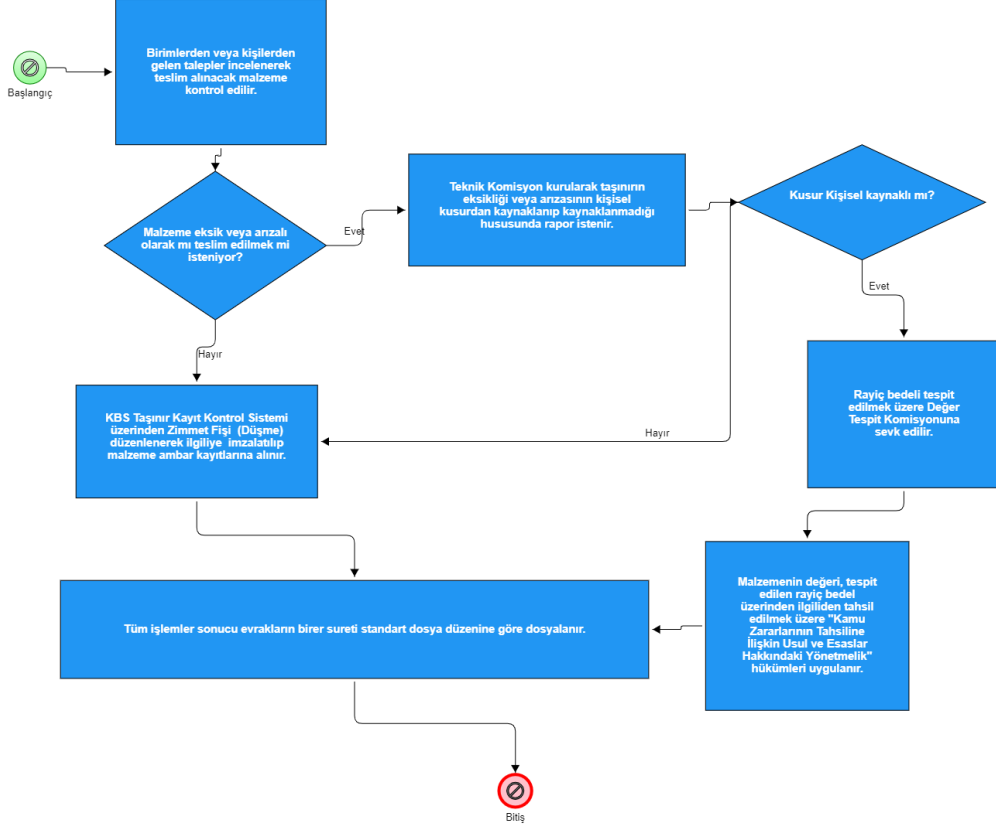 Birimlerden veya kişilerden
gelen talepler incelenerek
teslim alınacak malzeme
kontrol edilir.
Başlangıç
Malzeme eksik veya arızalı
olarak mı teslim edilmek mi
isteniyor?
Evet
Teknik Komisyon kurularak taşınırın
eksikliği veya arızasının kişisel
kusurdan kaynaklanıp kaynaklanmadığı
hususunda rapor istenir.
Kusur Kişisel kaynaklı mı?
Evet
Hayır
KBS Taşınır Kayıt Kontrol Sistemi
üzerinden Zimmet Fişi (Düşme)
düzenlenerek ilgiliye imzalatılıp
malzeme ambar kayıtlarına alınır.
Hayır
Rayiç bedeli tespit
edilmek üzere Değer
Tespit Komisyonuna
sevk edilir.
Malzemenin değeri, tespit
edilen rayiç bedel
üzerinden ilgiliden tahsil
edilmek üzere "Kamu
Zararlarının Tahsiline
İlişkin Usul ve Esaslar
Hakkındaki Yönetmelik"
hükümleri uygulanır.
Tüm işlemler sonucu evrakların birer sureti standart dosya düzenine göre dosyalanır.
Bitiş